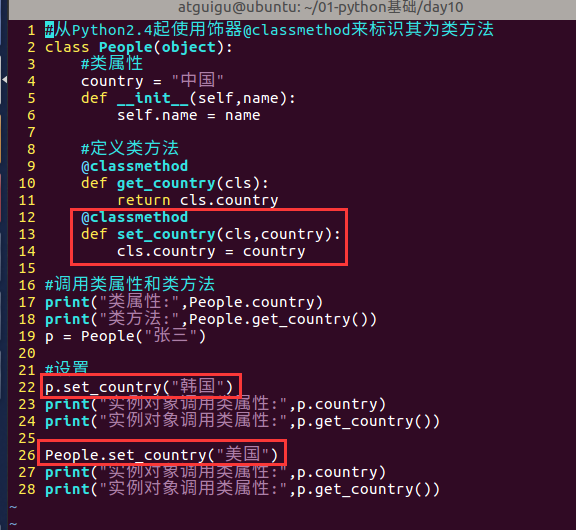 atguigu@ubuntu: ~/01-python基础/day10
1 #从Python2.4起使用饰器@classmethod来标识其为类方法
2 class People(object):
3     #类属性
4     country = "中国"
5     def __init__(self,name):
6         self.name = name
7
8     #定义类方法
9     @classmethod
10     def get_country(cls):
11         return cls.country
12     @classmethod
13     def set_country(cls,country):
14         cls.country = country
15
16 #调用类属性和类方法
17 print("类属性:",People.country)
18 print("类方法:",People.get_country())
19 p = People("张三")
20
21 #设置
22 p.set_country("韩国")
23 print("实例对象调用类属性:",p.country)
24 print("实例对象调用类属性:",p.get_country())
25
26 People.set_country("美国")
27 print("实例对象调用类属性:",p.country)
28 print("实例对象调用类属性:",p.get_country())
~
~